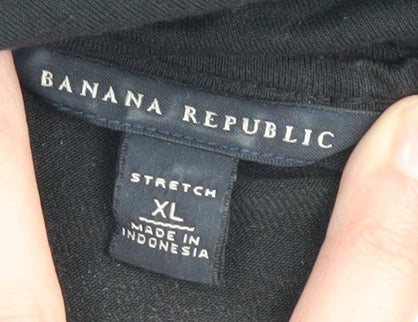 BANANA REPUBLIC
STRETCH
XL
MADE IN
INDONESIA